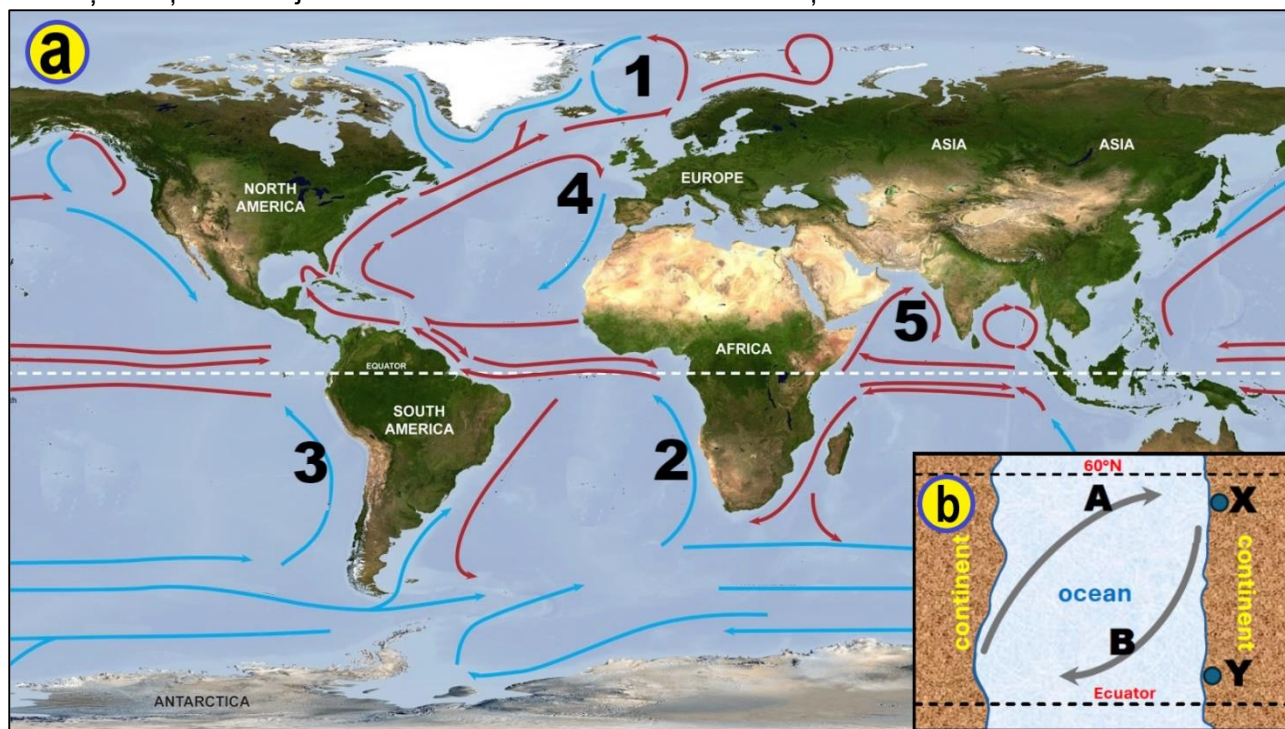 a
1
ASIA
ASIA
NORTH
AMERICA
EUROPE
4
5
AFRICA
EQUATOR
SOUTH
AMERICA
3
2
ANTARCTICA
b
60°N
A
X
continent
ocean
continent
B
Y
Ecuator